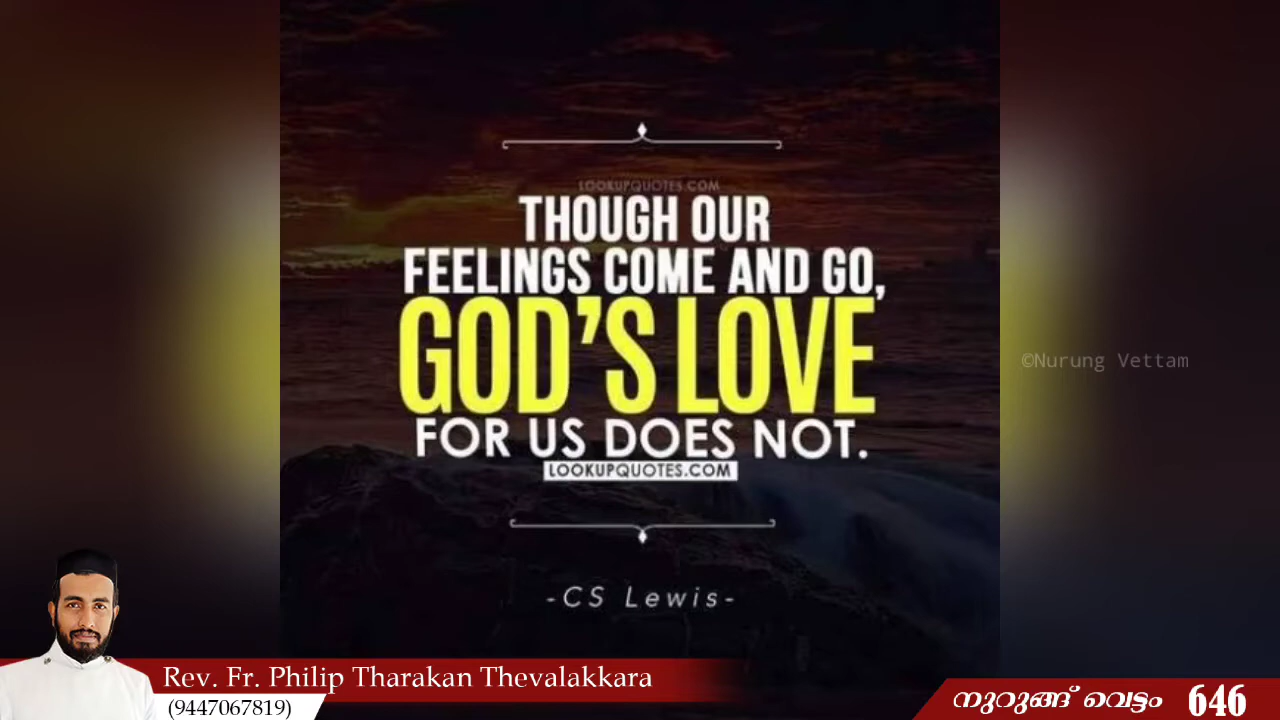 LOOKUPQUOTES.COM
THOUGH OUR
FEELINGS COME AND GO,
GOD'S LOVE
FOR US DOES NOT.
LOOKUPQUOTES.COM
-CS Lewis-
©Nurung Vettam
Rev. Fr. Philip Tharakan Thevalakkara
(9447067819)
നുറുങ്ങ് വെട്ടം 646